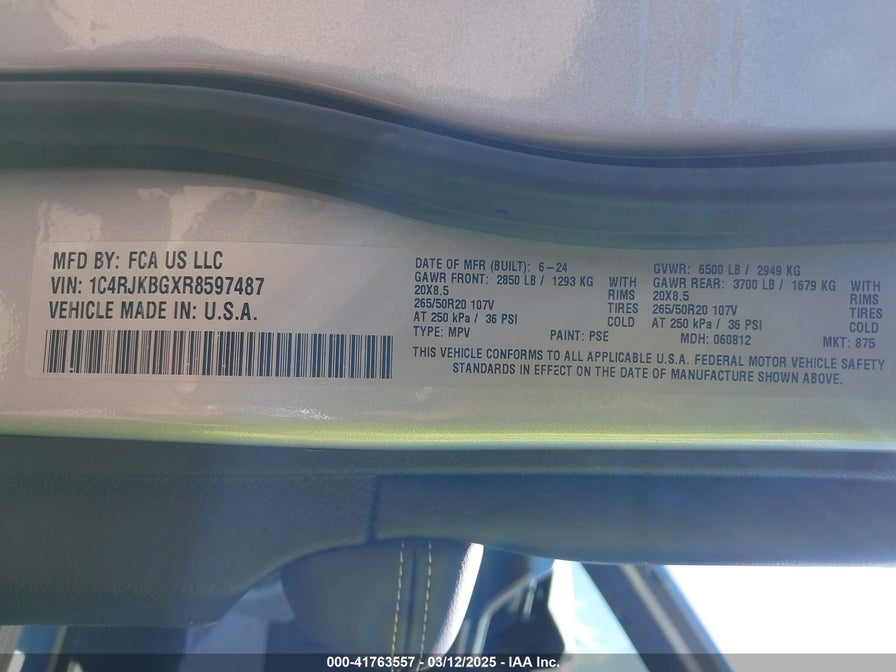 MFD BY: FCA US LLC
VIN: 1C4RJKBGXR8597487
VEHICLE MADE IN: U.S.A.
DATE OF MFR (BUILT): 6-24
GAWR FRONT: 2850 LB / 1293 KG WITH
20X8.5 RIMS
265/50R20 107V TIRES
AT 250 kPa / 36 PSI COLD
TYPE: MPV PAINT: PSE
GVWR: 6500 LB / 2949 KG
GAWR REAR: 3700 LB / 1679 KG WITH
20X8.5 RIMS
265/50R20 107V TIRES
AT 250 kPa / 36 PSI COLD
MDH: 060812 MKT: 875
THIS VEHICLE CONFORMS TO ALL APPLICABLE U.S.A. FEDERAL MOTOR VEHICLE SAFETY
STANDARDS IN EFFECT ON THE DATE OF MANUFACTURE SHOWN ABOVE.
000-41763557 - 03/12/2025 - IAA Inc.